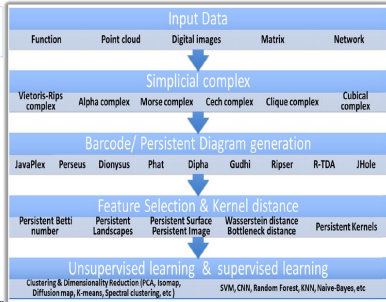 Input Data
Function Point cloud Digital images Matrix Network
Simplicial complex
Vietoris-Rips complex Alpha complex Morse complex Cech complex Clique complex Cubical complex
Barcode/ Persistent Diagram generation
JavaPlex Perseus Dionysus Phat Dipha Gudhi Ripser R-TDA JHole
Feature Selection & Kernel distance
Persistent Betti number Persistent Landscapes Persistent Surface Persistent Image Wasserstein distance Bottleneck distance Persistent Kernels
Unsupervised learning & supervised learning
Clustering & Dimensionality Reduction (PCA, Isomap,
Diffusion map, K-means, Spectral clustering, etc )
SVM, CNN, Random Forest, KNN, Naive-Bayes, etc